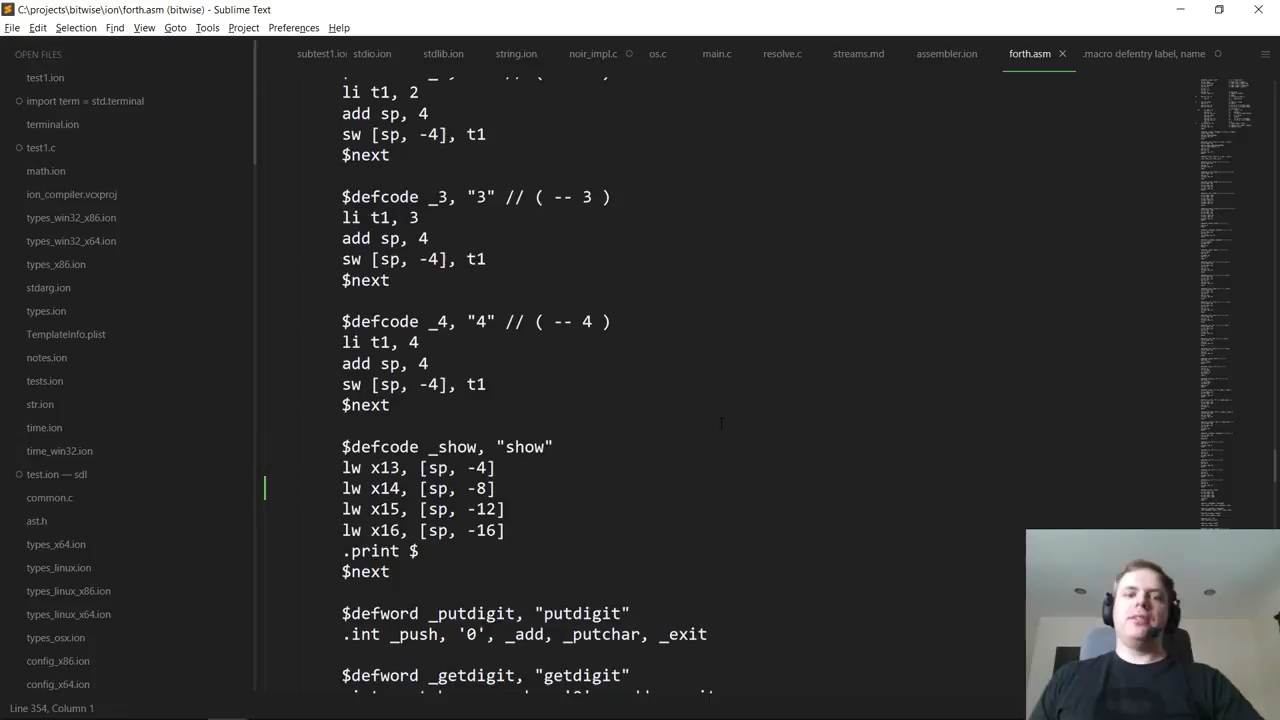 C:\projects\bitwise\ion\forth.asm (bitwise) - Sublime Text
File Edit Selection Find View Goto Tools Project Preferences Help
OPEN FILES
subtest1.ion stdio.ion stdlib.ion string.ion noir_impl.c os.c main.c resolve.c streams.md assembler.ion forth.asm .macro defentry label, name
test1.ion
import term = std.terminal
terminal.ion
test1.c
math.ion
ion_compiler.vcxproj
types_win32_x86.ion
types_win32_x64.ion
types_x86.ion
stdarg.ion
types.ion
TemplateInfo.plist
notes.ion
tests.ion
str.ion
time.ion
time_win32.ion
test.ion — sdl
common.c
ast.h
types_x64.ion
types_linux.ion
types_linux_x86.ion
types_linux_x64.ion
types_osx.ion
config_x86.ion
config_x64.ion
li t1, 2
add sp, 4
sw [sp, -4], t1
$next
$defcode _3, "3" // ( -- 3 )
li t1, 3
add sp, 4
sw [sp, -4], t1
$next
$defcode _4, "4" // ( -- 4 )
li t1, 4
add sp, 4
sw [sp, -4], t1
$next
$defcode _show, "show"
lw x13, [sp, -4]
lw x14, [sp, -8]
lw x15, [sp, -12]
lw x16, [sp, -16]
.print $
$next
$defword _putdigit, "putdigit"
.int _push, '0', _add, _putchar, _exit
$defword _getdigit, "getdigit"
Line 354, Column 1